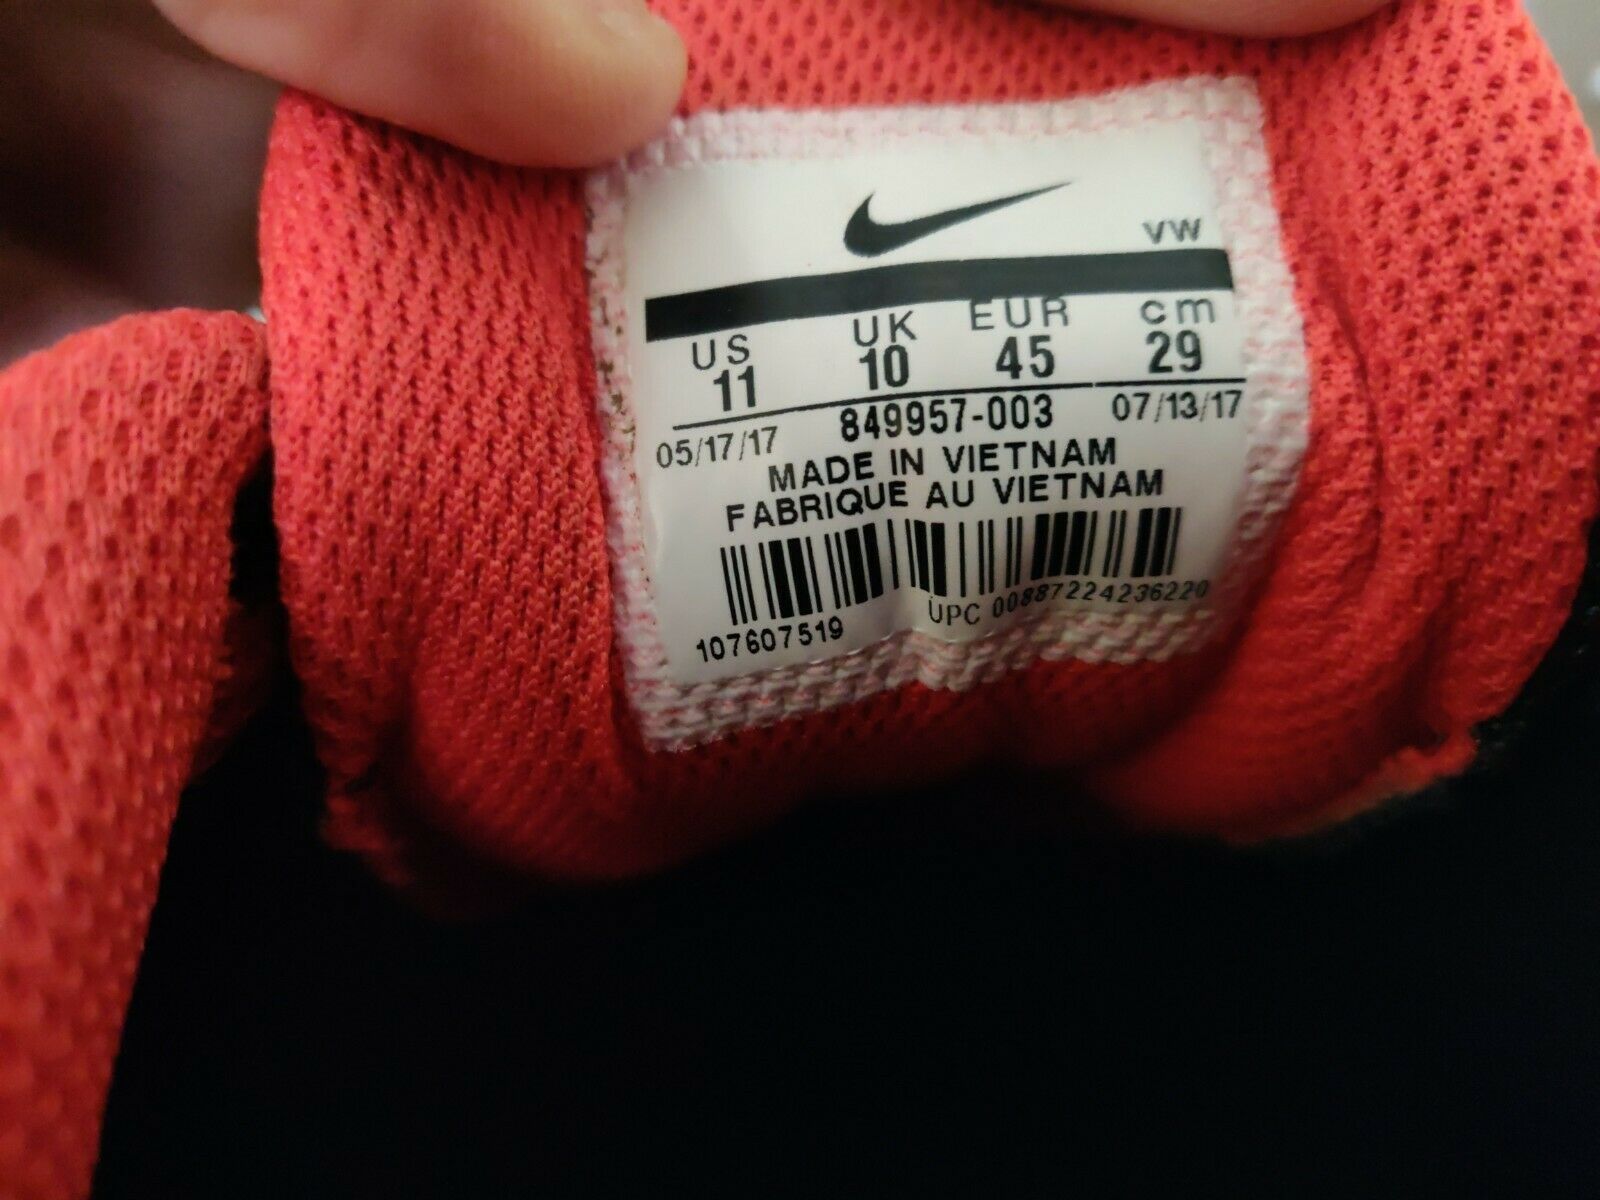 VW
US UK EUR cm
11 10 45 29
05/17/17 849957-003 07/13/17
MADE IN VIETNAM
FABRIQUE AU VIETNAM
107607519 UPC 00887224236220